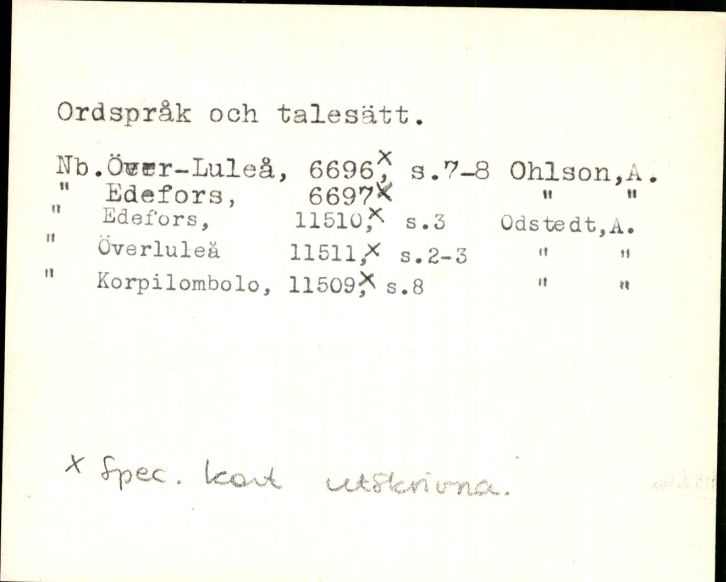 Ordspråk och talesätt.
Nb. Över-Luleå, 6696,x s.7-8 Ohlson,A.
" Edefors, 6697x " "
" Edefors, 11510,x s.3 Odstedt,A.
" Överluleå 11511,x s.2-3 " "
" Korpilombolo, 11509,x s.8 " "
x Spec. kort utskrivna.